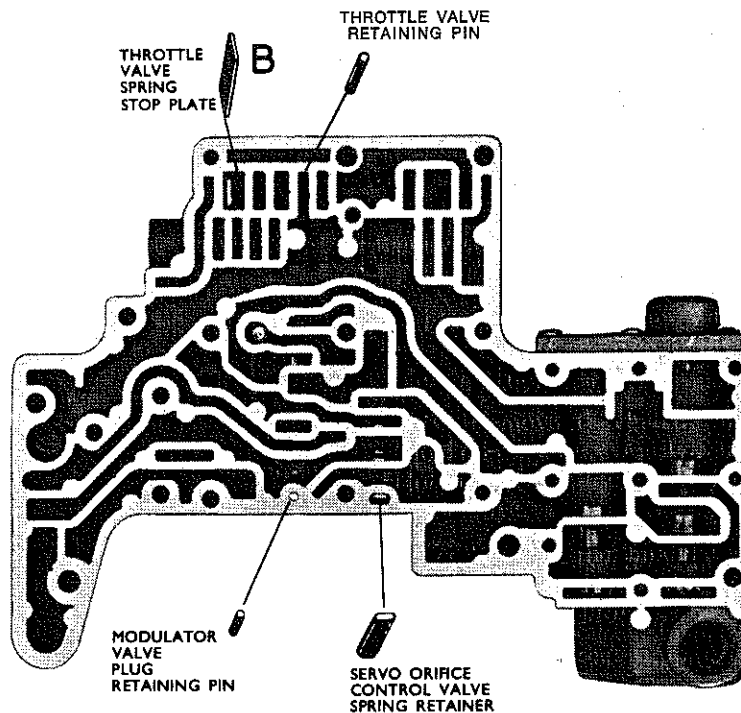 THROTTLE
VALVE
SPRING
STOP PLATE
B
THROTTLE VALVE
RETAINING PIN
MODULATOR
VALVE
PLUG
RETAINING PIN
SERVO ORIFICE
CONTROL VALVE
SPRING RETAINER